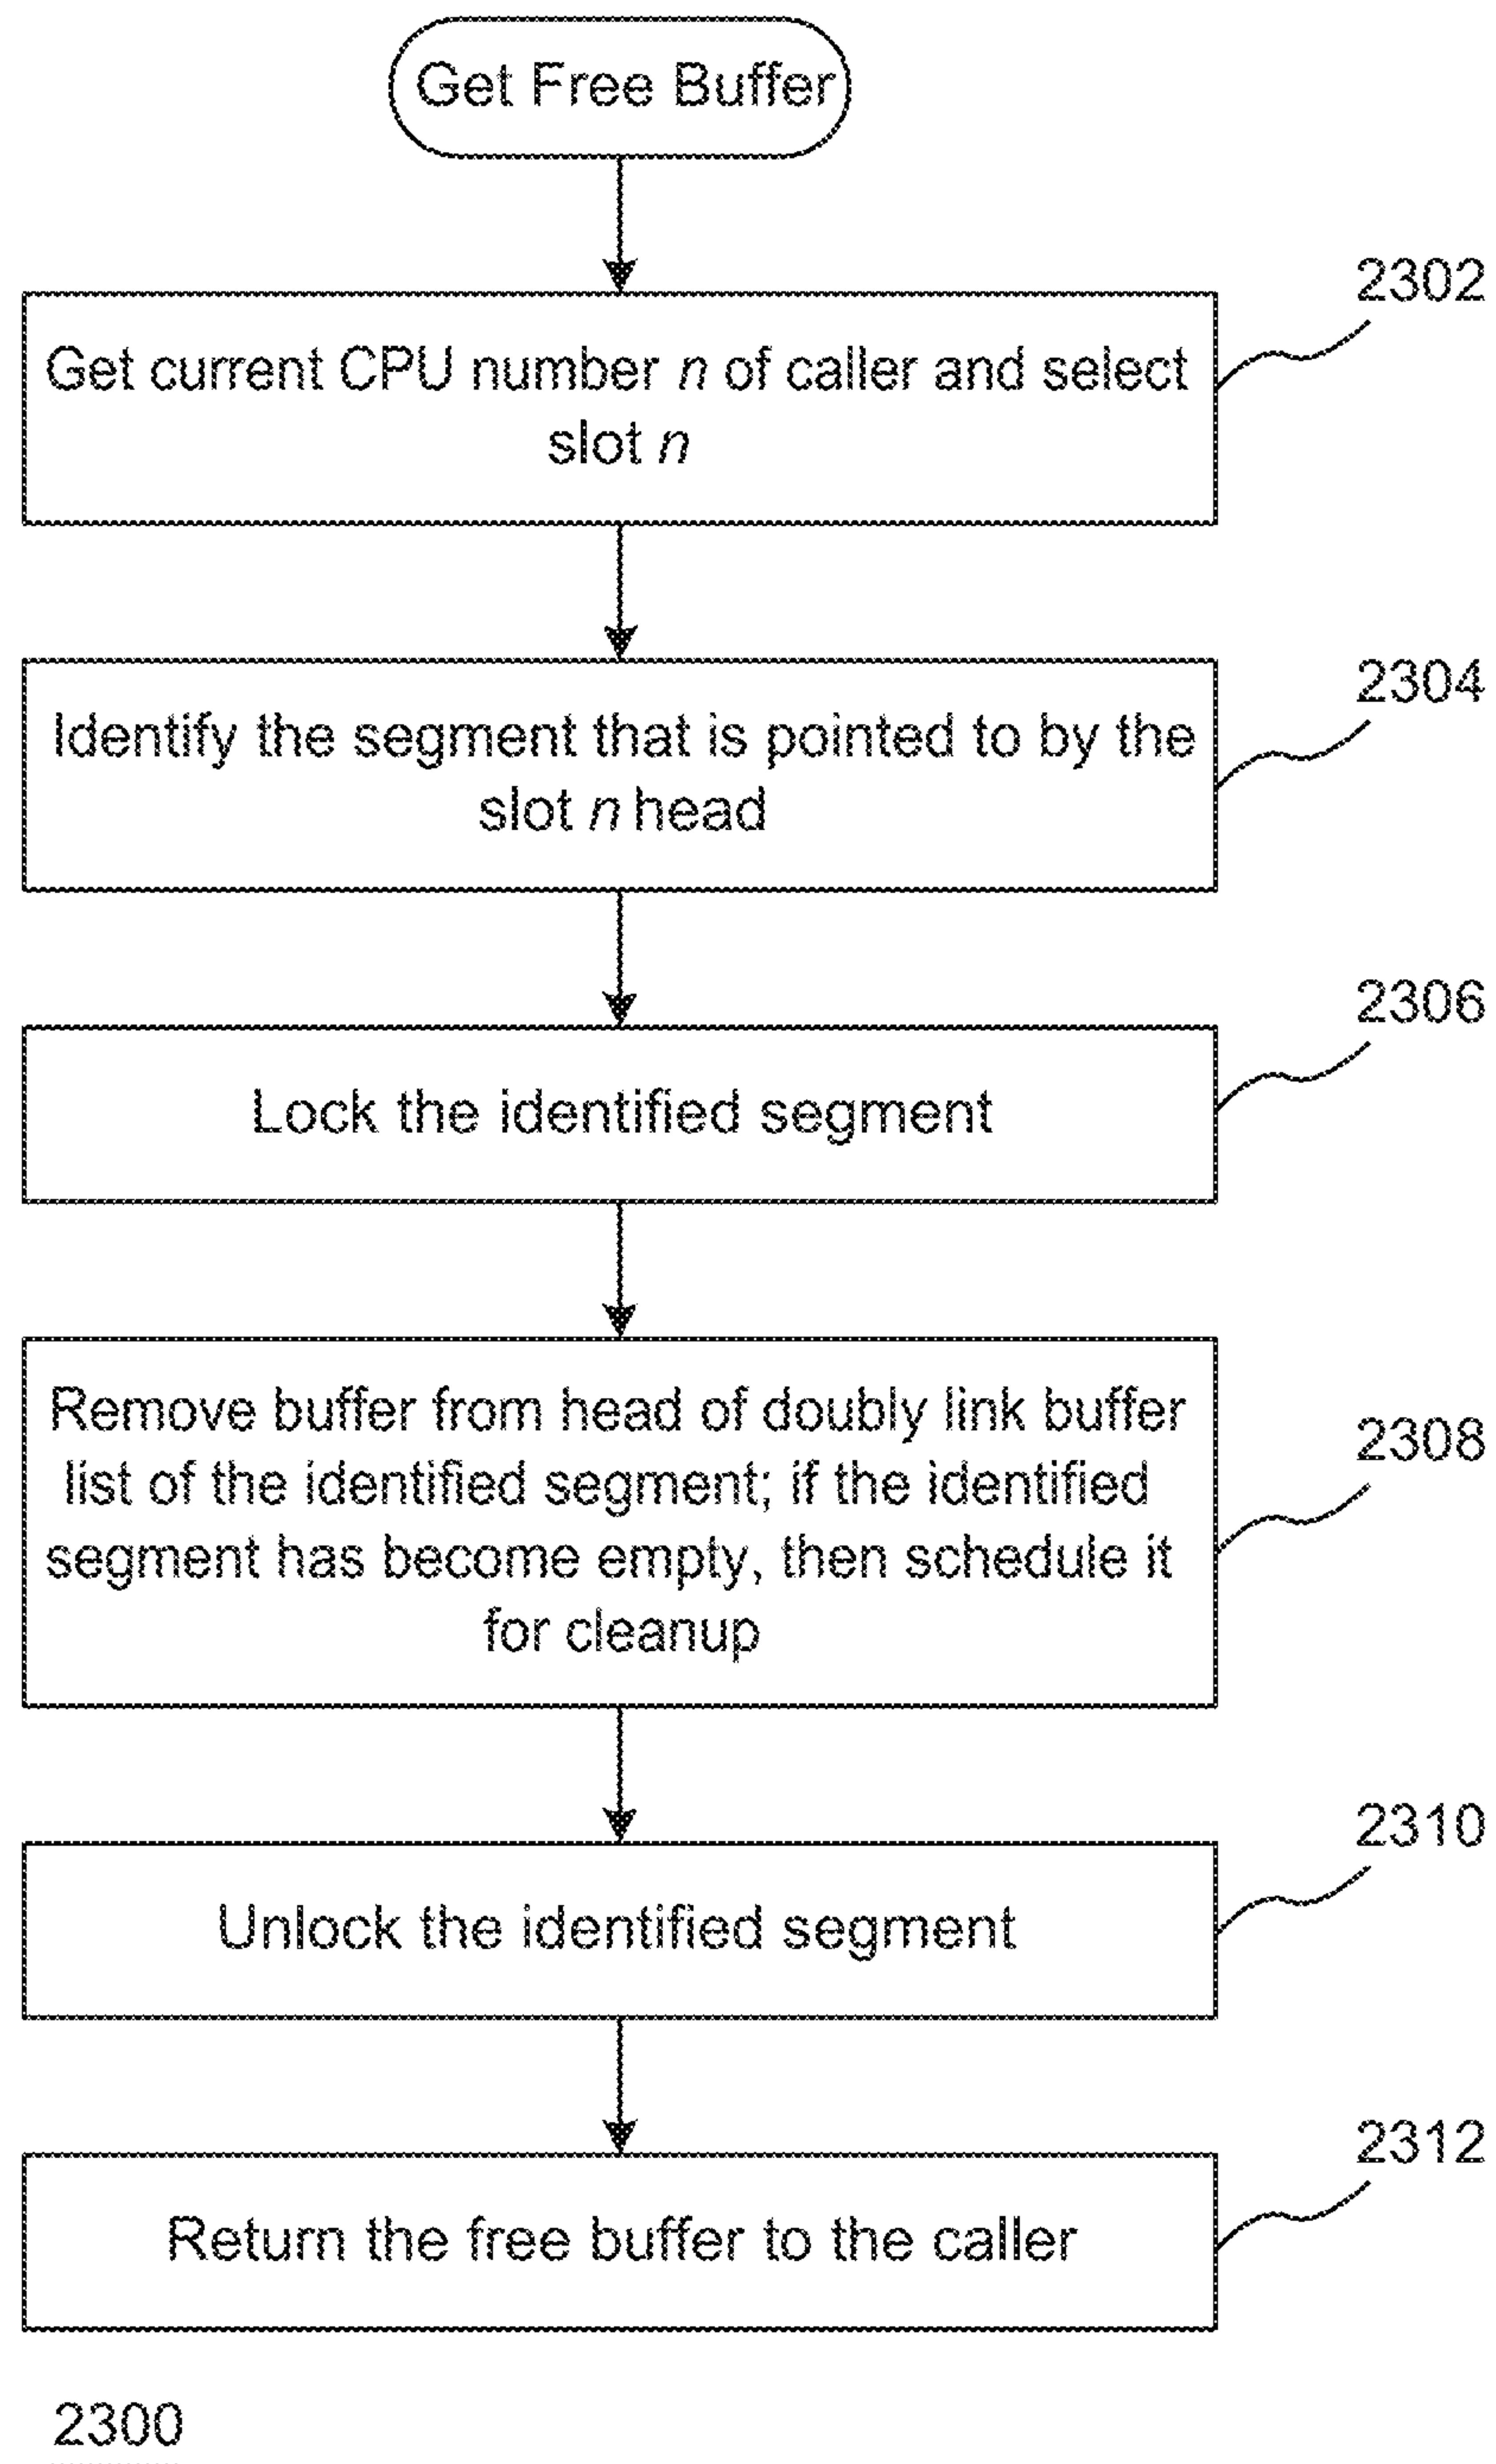 Get Free Buffer
2302
Get current CPU number n of caller and select
slot n
2304
Identify the segment that is pointed to by the
slot n head
2306
Lock the identified segment
2308
Remove buffer from head of doubly link buffer
list of the identified segment; if the identified
segment has become empty, then schedule it
for cleanup
2310
Unlock the identified segment
2312
Return the free buffer to the caller
2300